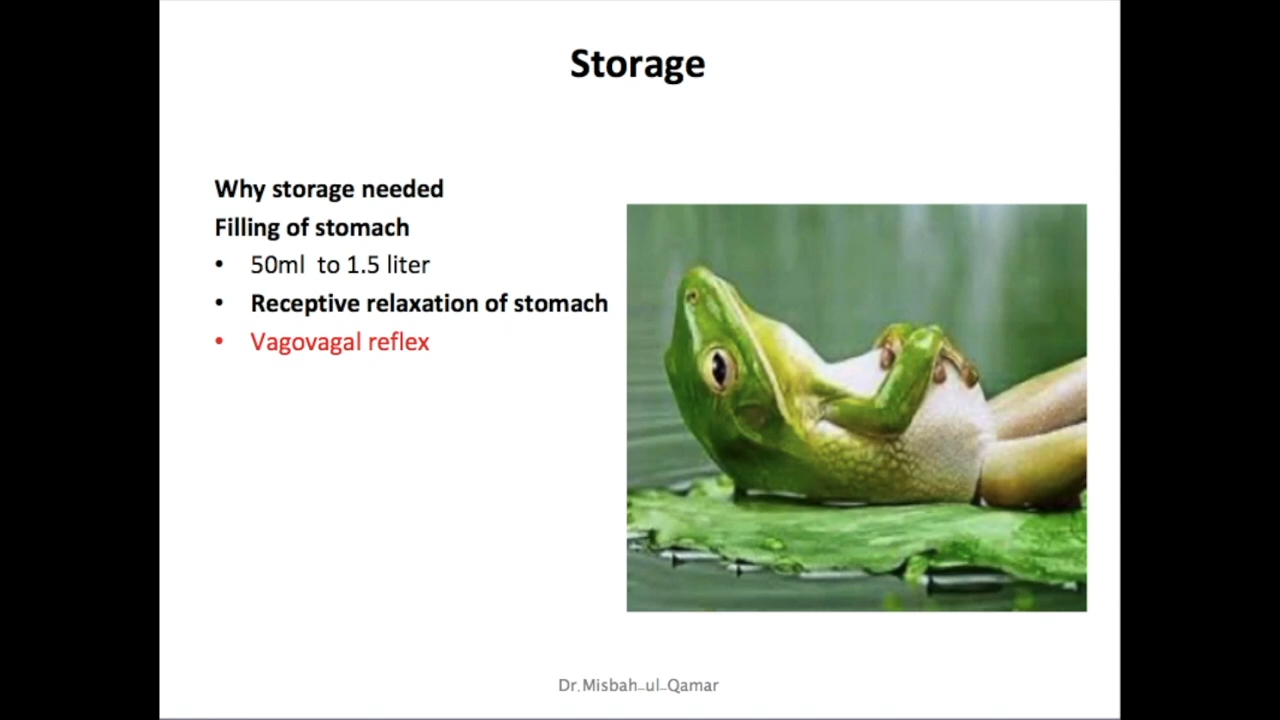 Storage
Why storage needed
Filling of stomach
• 50ml  to 1.5 liter
• Receptive relaxation of stomach
• Vagovagal reflex
Dr.Misbah-ul-Qamar